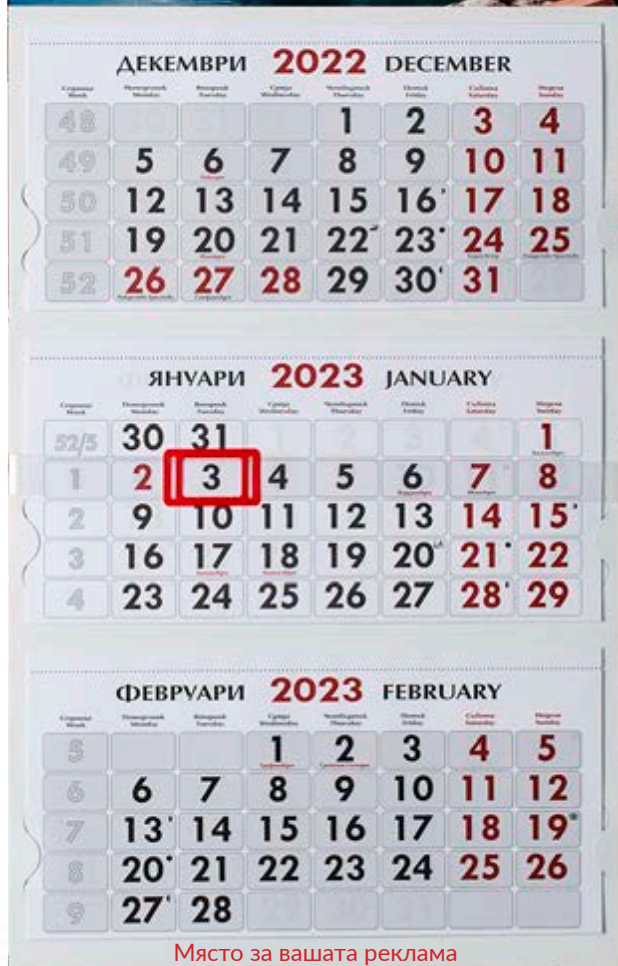 ДЕКЕМВРИ 2022 DECEMBER
48 1 2 3 4
49 5 6 7 8 9 10 11
50 12 13 14 15 16 17 18
51 19 20 21 22 23 24 25
52 26 27 28 29 30 31
ЯНУАРИ 2023 JANUARY
52/5 30 31 1
1 2 3 4 5 6 7 8
2 9 10 11 12 13 14 15
3 16 17 18 19 20 21 22
4 23 24 25 26 27 28 29
ФЕВРУАРИ 2023 FEBRUARY
5 1 2 3 4 5
6 6 7 8 9 10 11 12
7 13 14 15 16 17 18 19
8 20 21 22 23 24 25 26
9 27 28
Място за вашата реклама